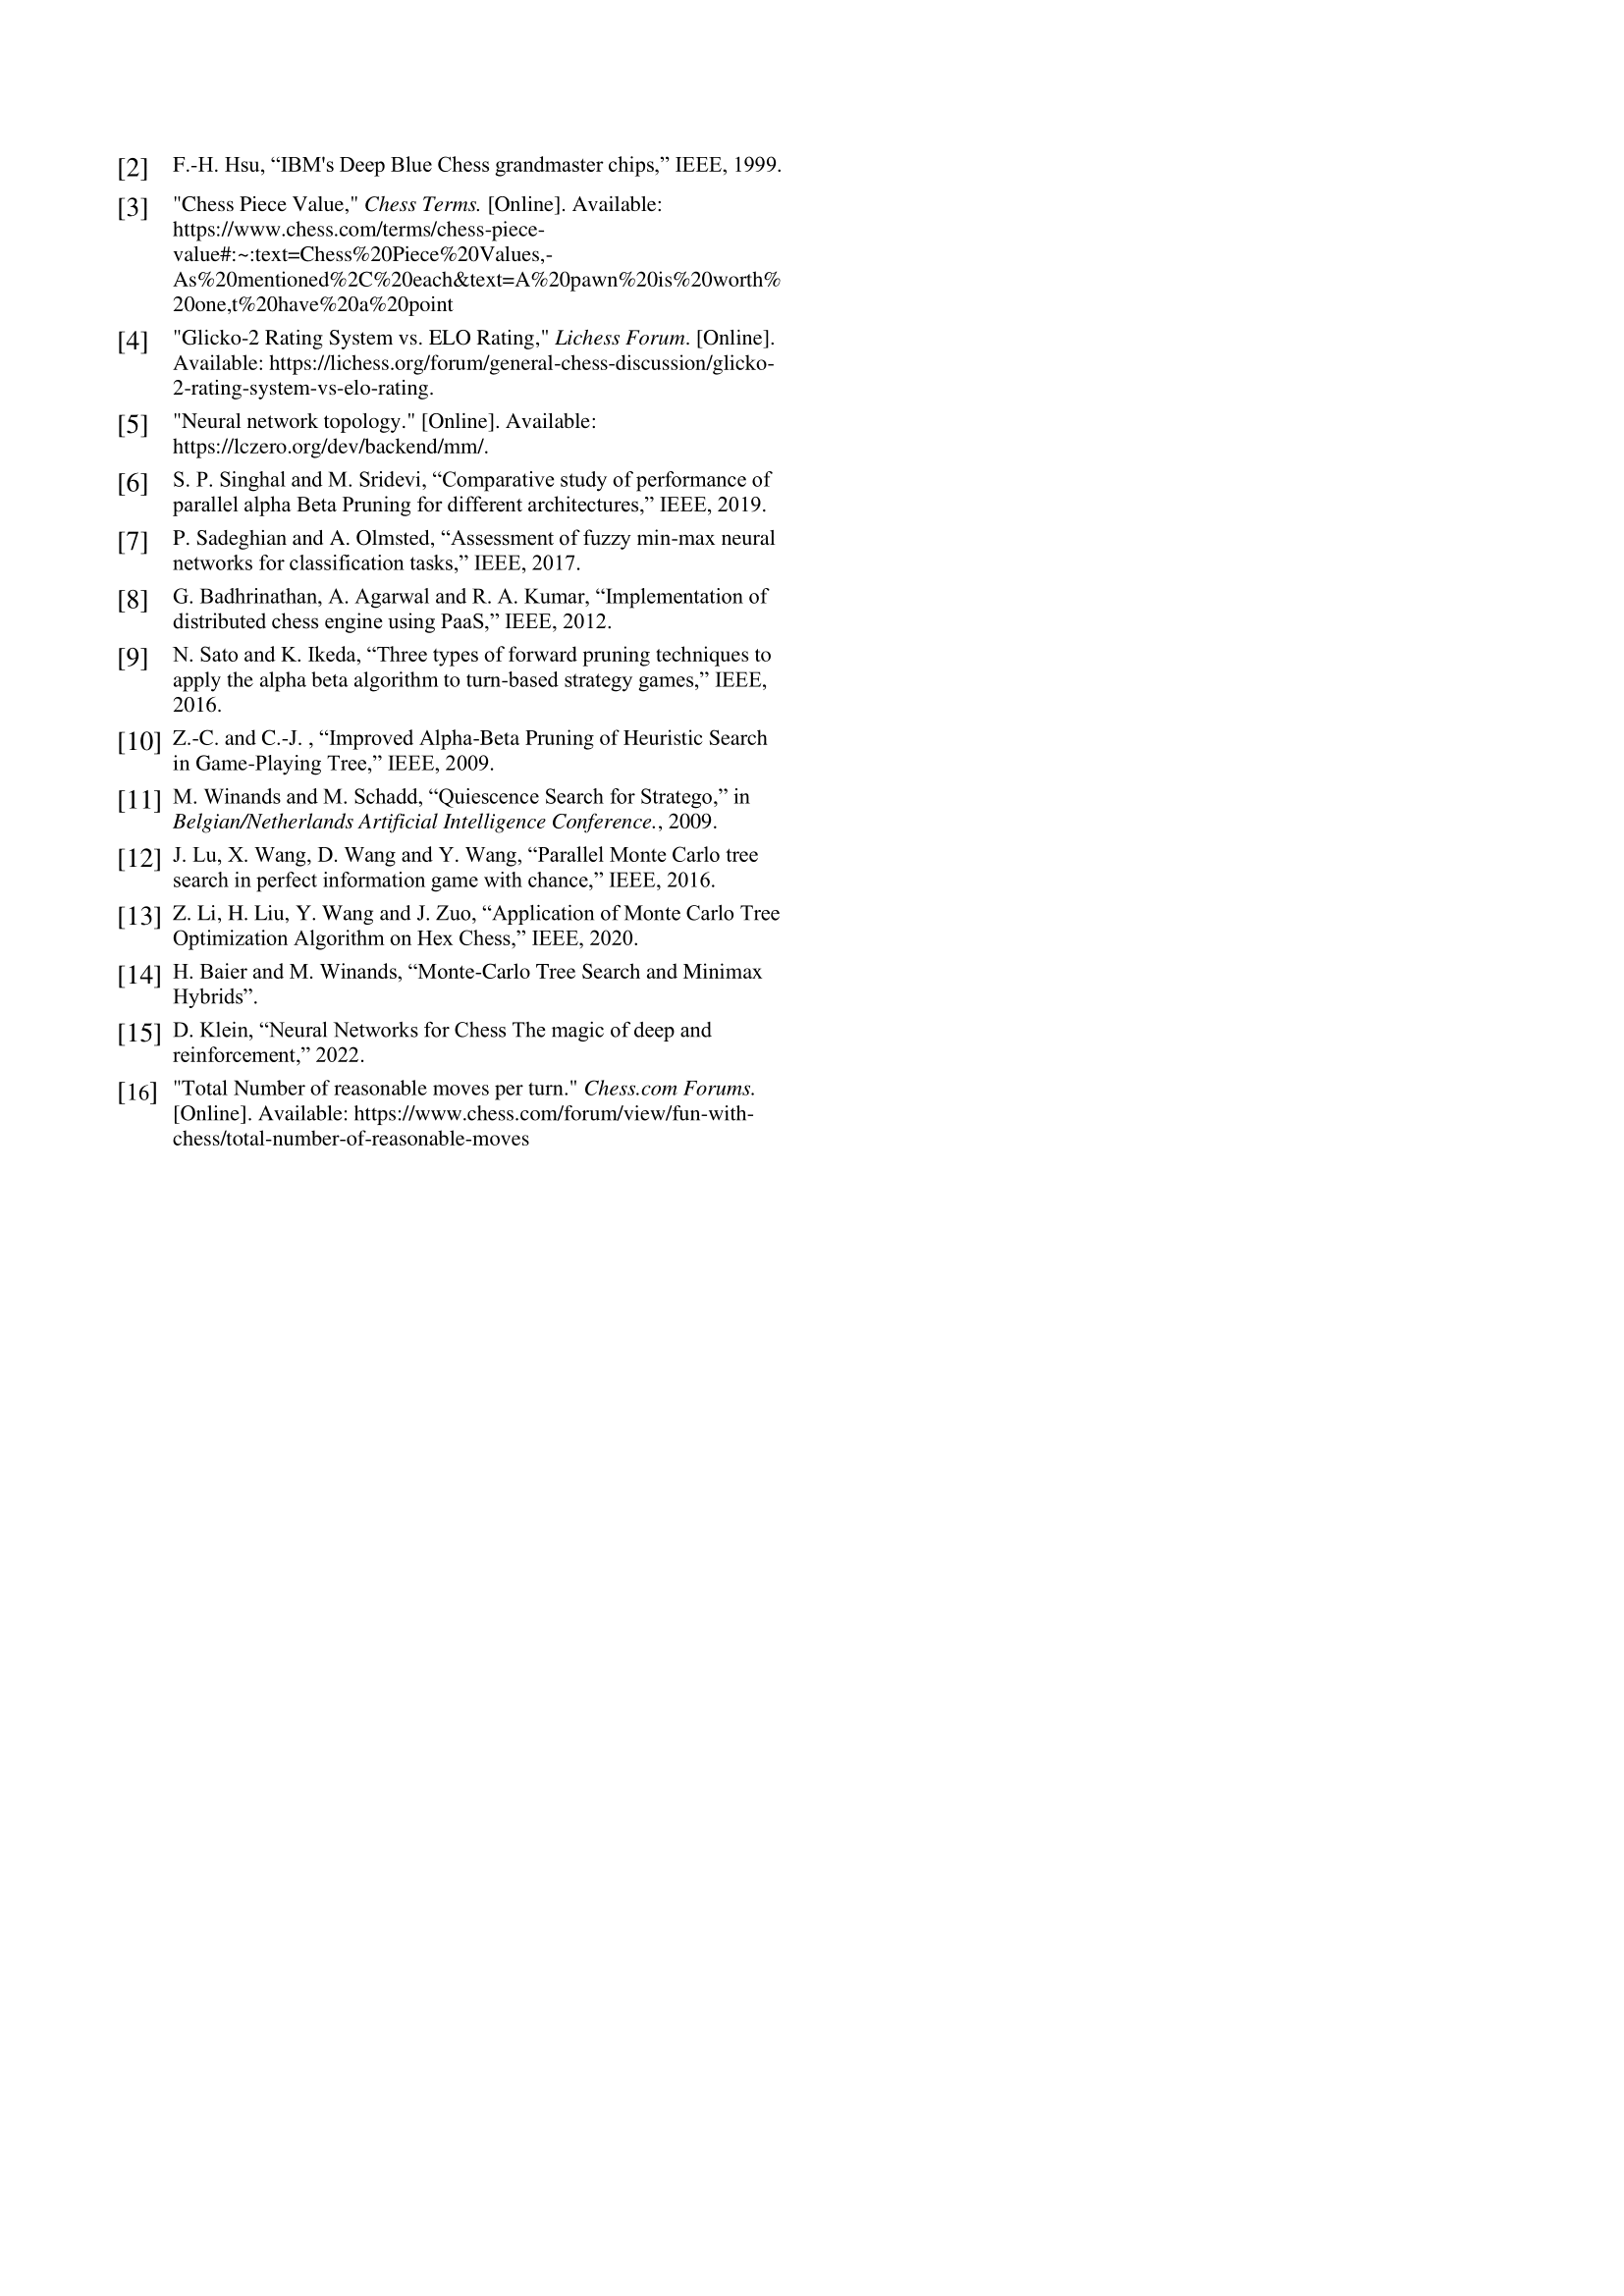 [2] F.-H. Hsu, “IBM's Deep Blue Chess grandmaster chips,” IEEE, 1999.
[3] "Chess Piece Value," Chess Terms. [Online]. Available:
https://www.chess.com/terms/chess-piece-
value#:~:text=Chess%20Piece%20Values,-
As%20mentioned%2C%20each&text=A%20pawn%20is%20worth%
20one,t%20have%20a%20point
[4] "Glicko-2 Rating System vs. ELO Rating," Lichess Forum. [Online].
Available: https://lichess.org/forum/general-chess-discussion/glicko-
2-rating-system-vs-elo-rating.
[5] "Neural network topology." [Online]. Available:
https://lczero.org/dev/backend/mm/.
[6] S. P. Singhal and M. Sridevi, “Comparative study of performance of
parallel alpha Beta Pruning for different architectures,” IEEE, 2019.
[7] P. Sadeghian and A. Olmsted, “Assessment of fuzzy min-max neural
networks for classification tasks,” IEEE, 2017.
[8] G. Badhrinathan, A. Agarwal and R. A. Kumar, “Implementation of
distributed chess engine using PaaS,” IEEE, 2012.
[9] N. Sato and K. Ikeda, “Three types of forward pruning techniques to
apply the alpha beta algorithm to turn-based strategy games,” IEEE,
2016.
[10] Z.-C. and C.-J. , “Improved Alpha-Beta Pruning of Heuristic Search
in Game-Playing Tree,” IEEE, 2009.
[11] M. Winands and M. Schadd, “Quiescence Search for Stratego,” in
Belgian/Netherlands Artificial Intelligence Conference., 2009.
[12] J. Lu, X. Wang, D. Wang and Y. Wang, “Parallel Monte Carlo tree
search in perfect information game with chance,” IEEE, 2016.
[13] Z. Li, H. Liu, Y. Wang and J. Zuo, “Application of Monte Carlo Tree
Optimization Algorithm on Hex Chess,” IEEE, 2020.
[14] H. Baier and M. Winands, “Monte-Carlo Tree Search and Minimax
Hybrids”.
[15] D. Klein, “Neural Networks for Chess The magic of deep and
reinforcement,” 2022.
[16] "Total Number of reasonable moves per turn." Chess.com Forums.
[Online]. Available: https://www.chess.com/forum/view/fun-with-
chess/total-number-of-reasonable-moves